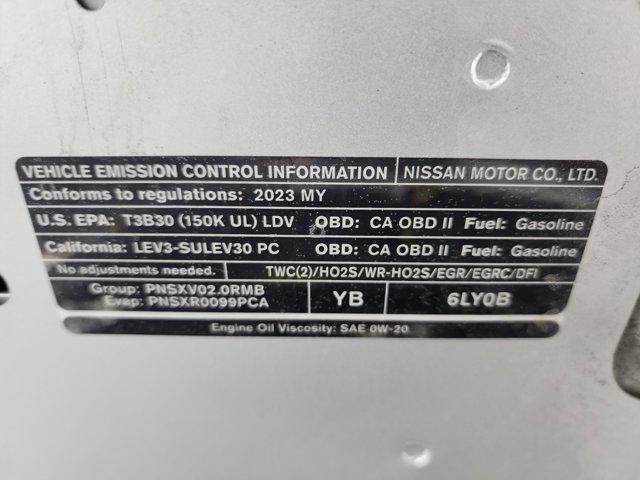 VEHICLE EMISSION CONTROL INFORMATION NISSAN MOTOR CO., LTD.
Conforms to regulations: 2023 MY
U.S. EPA: T3B30 (150K UL) LDV OBD: CA OBD II Fuel: Gasoline
California: LEV3-SULEV30 PC OBD: CA OBD II Fuel: Gasoline
No adjustments needed. TWC(2)/HO2S/WR-HO2S/EGR/EGRC/DFI
Group: PNSXV02.0RMB
Evap: PNSXR0099PCA YB 6LY0B
Engine Oil Viscosity: SAE 0W-20